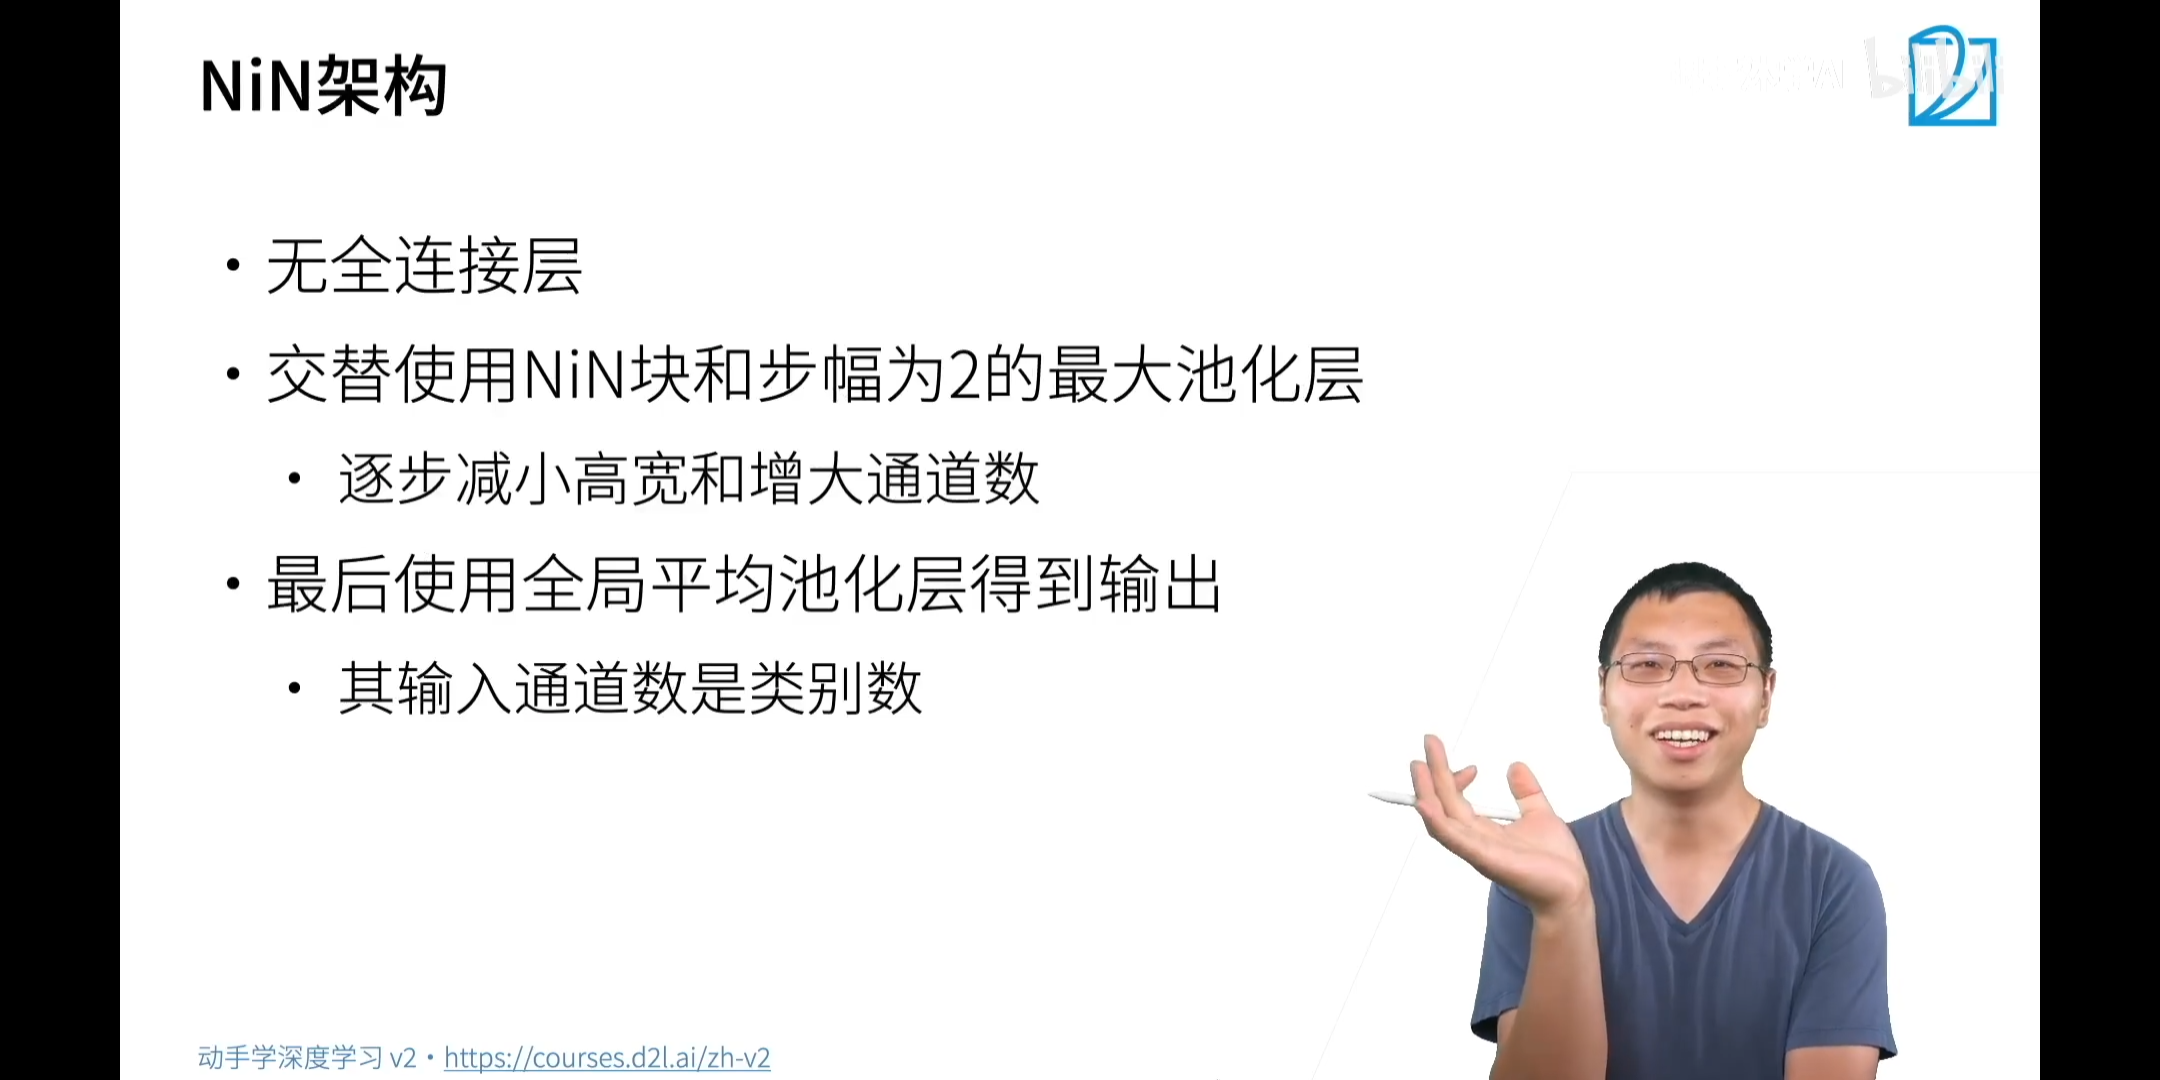 NiN架构
• 无全连接层
• 交替使用NiN块和步幅为2的最大池化层
• 逐步减小高宽和增大通道数
• 最后使用全局平均池化层得到输出
• 其输入通道数是类别数
动手学深度学习 v2 • https://courses.d2l.ai/zh-v2
bilibili